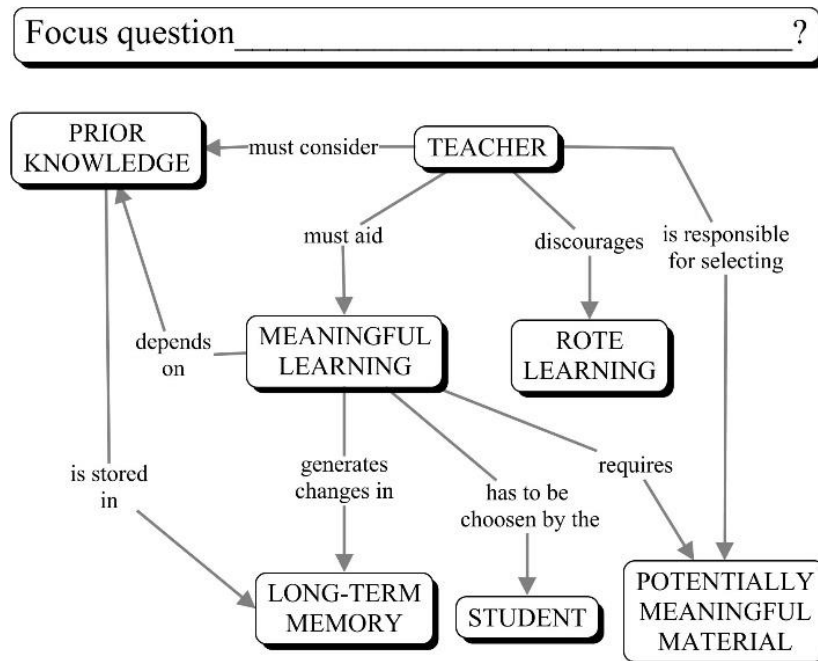 Focus question________________________________________?
PRIOR
KNOWLEDGE
must consider
TEACHER
must aid
discourages
is responsible
for selecting
depends
on
MEANINGFUL
LEARNING
ROTE
LEARNING
is stored
in
generates
changes in
has to be
choosen by the
requires
LONG-TERM
MEMORY
STUDENT
POTENTIALLY
MEANINGFUL
MATERIAL